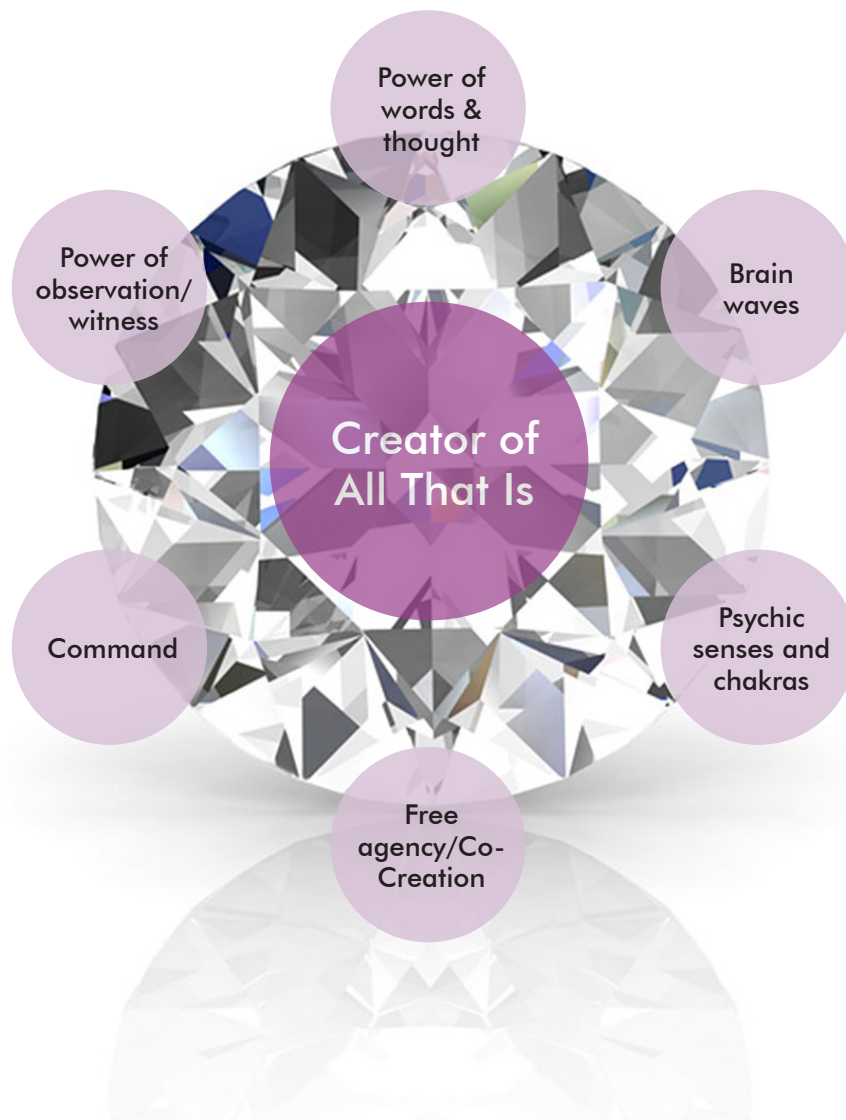 Power of
words &
thought
Power of
observation/
witness
Brain
waves
Creator of
All That Is
Command
Psychic
senses and
chakras
Free
agency/Co-
Creation